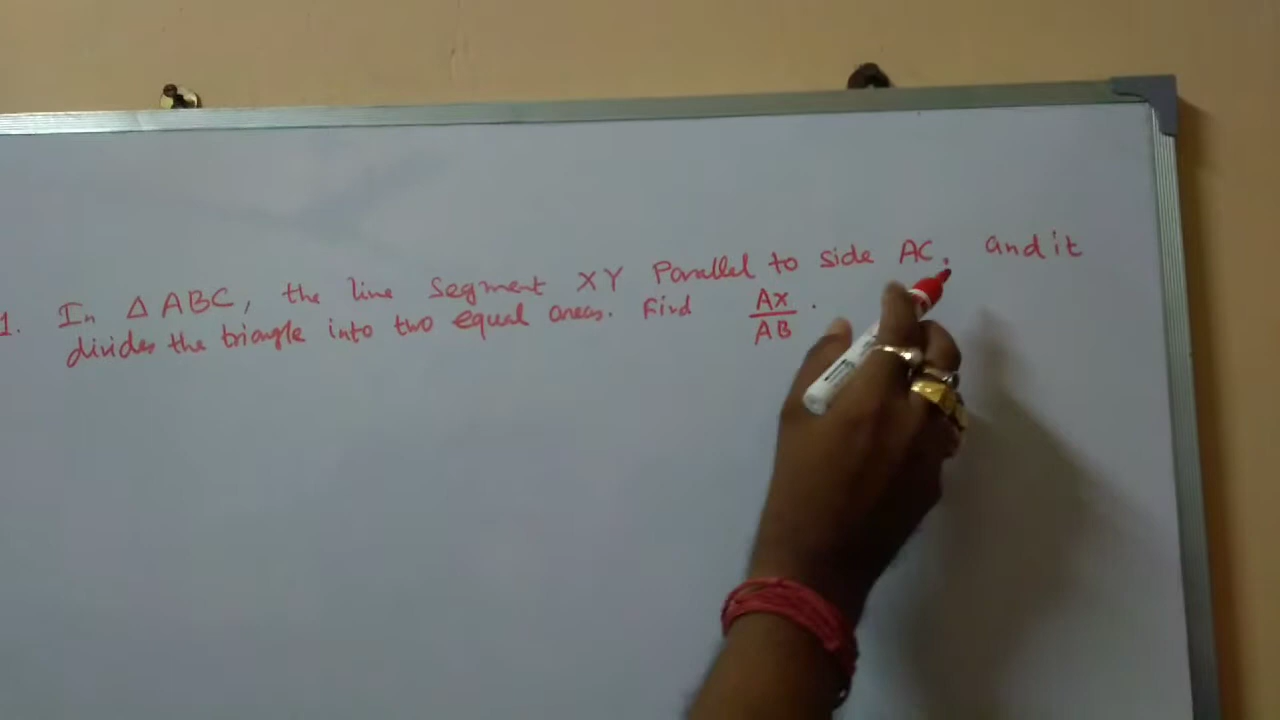 1. In Δ ABC, the line segment XY Parallel to side AC, and it
divides the triangle into two equal areas. Find AX/AB.